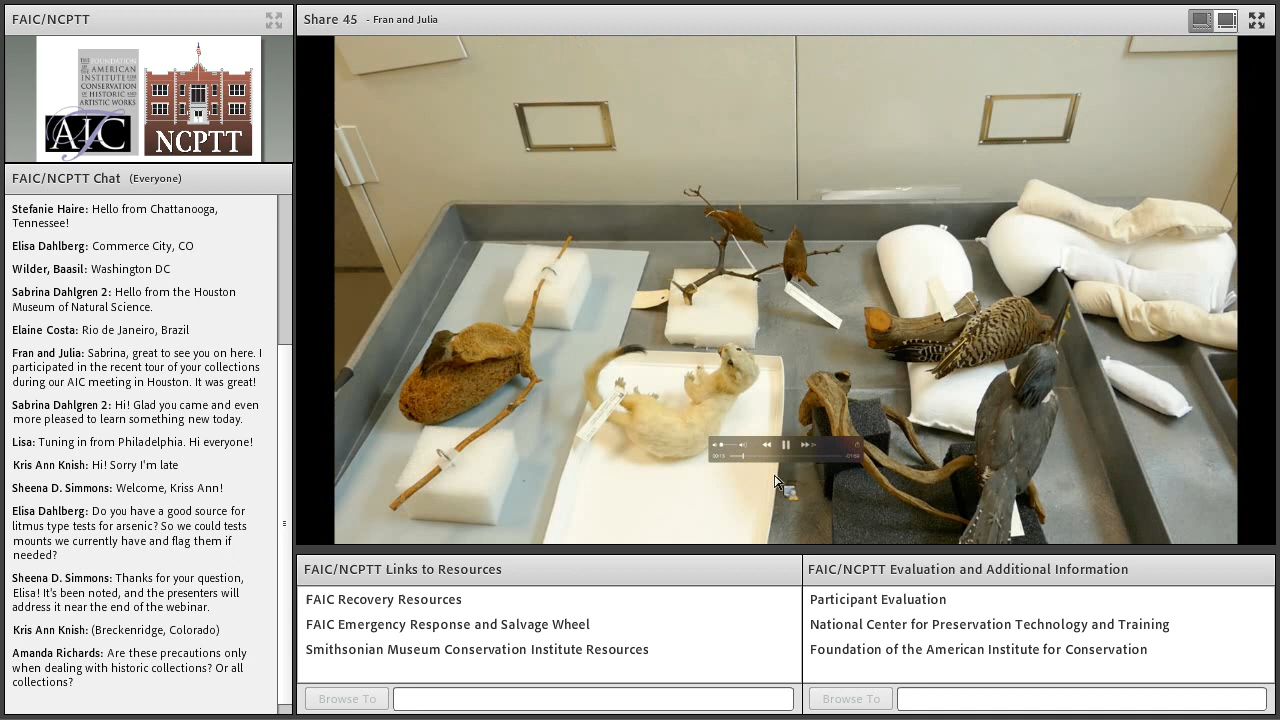 FAIC/NCPTT
THE
FOUNDATION
OF THE
AMERICAN
INSTITUTE
FOR
CONSERVATION
OF HISTORIC
AND
ARTISTIC WORKS
AIC
NCPTT
FAIC/NCPTT Chat (Everyone)
Stefanie Haire: Hello from Chattanooga,
Tennessee!
Elisa Dahlberg: Commerce City, CO
Wilder, Baasil: Washington DC
Sabrina Dahlgren 2: Hello from the Houston
Museum of Natural Science.
Elaine Costa: Rio de Janeiro, Brazil
Fran and Julia: Sabrina, great to see you on here. I
participated in the recent tour of your collections
during our AIC meeting in Houston. It was great!
Sabrina Dahlgren 2: Hi! Glad you came and even
more pleased to learn something new today.
Lisa: Tuning in from Philadelphia. Hi everyone!
Kris Ann Knish: Hi! Sorry I'm late
Sheena D. Simmons: Welcome, Kriss Ann!
Elisa Dahlberg: Do you have a good source for
litmus type tests for arsenic? So we could tests
mounts we currently have and flag them if
needed?
Sheena D. Simmons: Thanks for your question,
Elisa! It's been noted, and the presenters will
address it near the end of the webinar.
Kris Ann Knish: (Breckenridge, Colorado)
Amanda Richards: Are these precautions only
when dealing with historic collections? Or all
collections?
Share 45 - Fran and Julia
FAIC/NCPTT Links to Resources
FAIC Recovery Resources
FAIC Emergency Response and Salvage Wheel
Smithsonian Museum Conservation Institute Resources
Browse To
FAIC/NCPTT Evaluation and Additional Information
Participant Evaluation
National Center for Preservation Technology and Training
Foundation of the American Institute for Conservation
Browse To